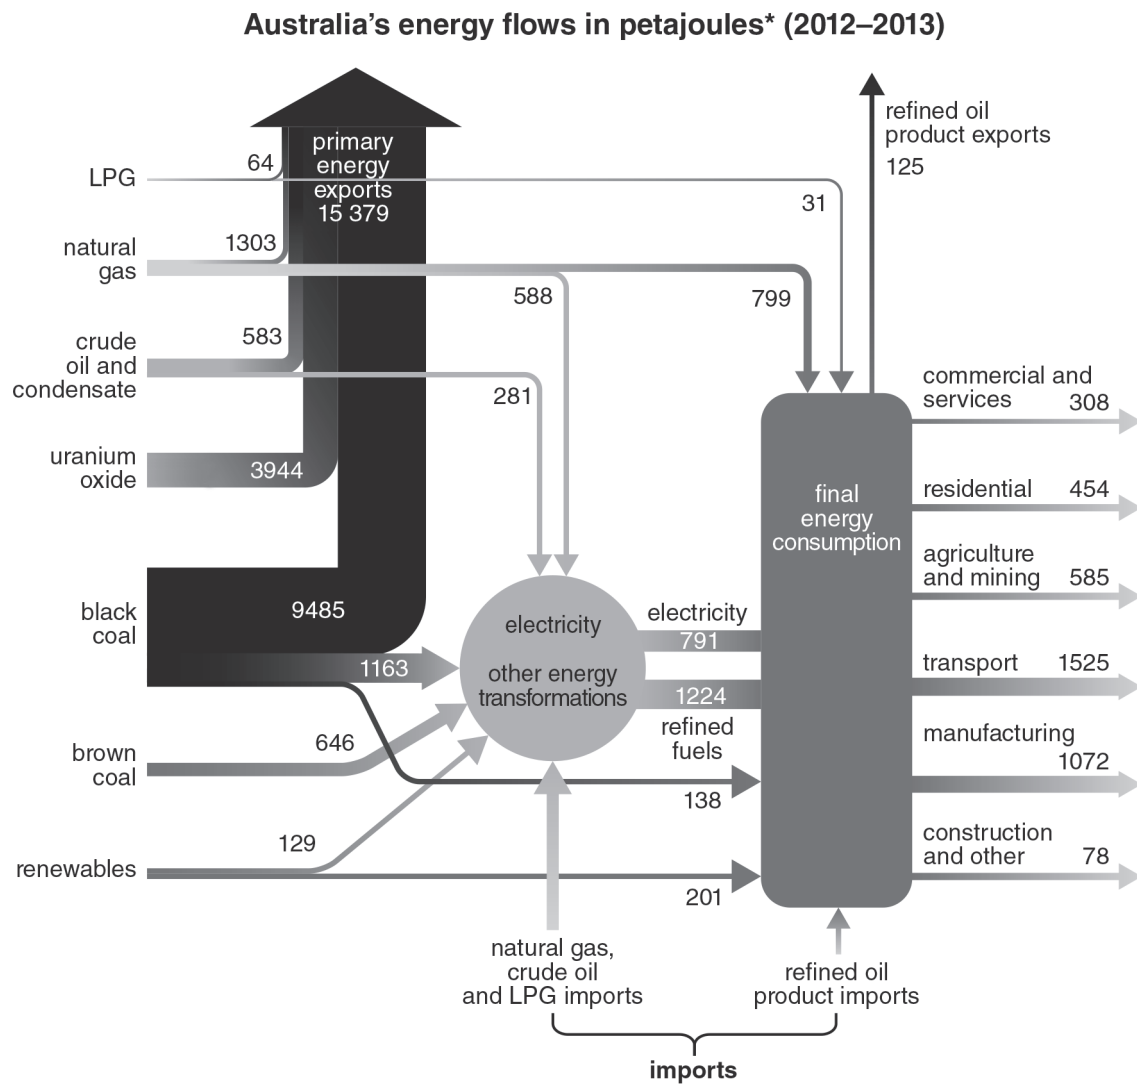 Australia's energy flows in petajoules* (2012–2013)
primary
energy
exports
15 379
refined oil
product exports
125
LPG
64
31
natural
gas
1303
588
799
crude
oil and
condensate
583
281
uranium
oxide
3944
black
coal
9485
1163
brown
coal
646
renewables
129
electricity
other energy
transformations
electricity
791
1224
refined
fuels
138
201
final
energy
consumption
commercial and
services 308
residential 454
agriculture
and mining 585
transport 1525
manufacturing
1072
construction
and other 78
natural gas,
crude oil
and LPG imports
refined oil
product imports
imports